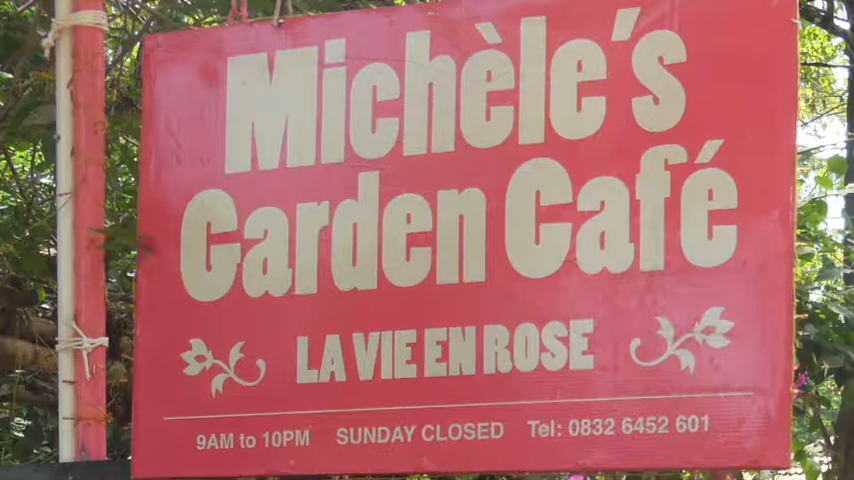 Michèle's
Garden Café
LA VIE EN ROSE
9AM to 10PM SUNDAY CLOSED Tel: 0832 6452 601